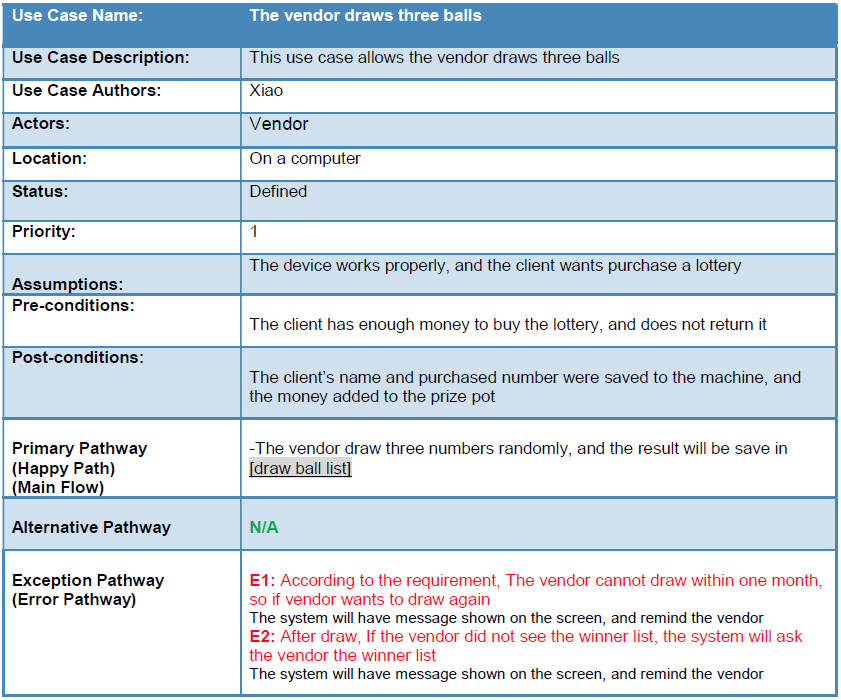 Use Case Name: The vendor draws three balls
Use Case Description: This use case allows the vendor draws three balls
Use Case Authors: Xiao
Actors: Vendor
Location: On a computer
Status: Defined
Priority: 1
Assumptions: The device works properly, and the client wants purchase a lottery
Pre-conditions:
The client has enough money to buy the lottery, and does not return it
Post-conditions:
The client's name and purchased number were saved to the machine, and
the money added to the prize pot
Primary Pathway
(Happy Path)
(Main Flow)
-The vendor draw three numbers randomly, and the result will be save in
[draw ball list]
Alternative Pathway N/A
Exception Pathway
(Error Pathway)
E1: According to the requirement, The vendor cannot draw within one month,
so if vendor wants to draw again
The system will have message shown on the screen, and remind the vendor
E2: After draw, If the vendor did not see the winner list, the system will ask
the vendor the winner list
The system will have message shown on the screen, and remind the vendor